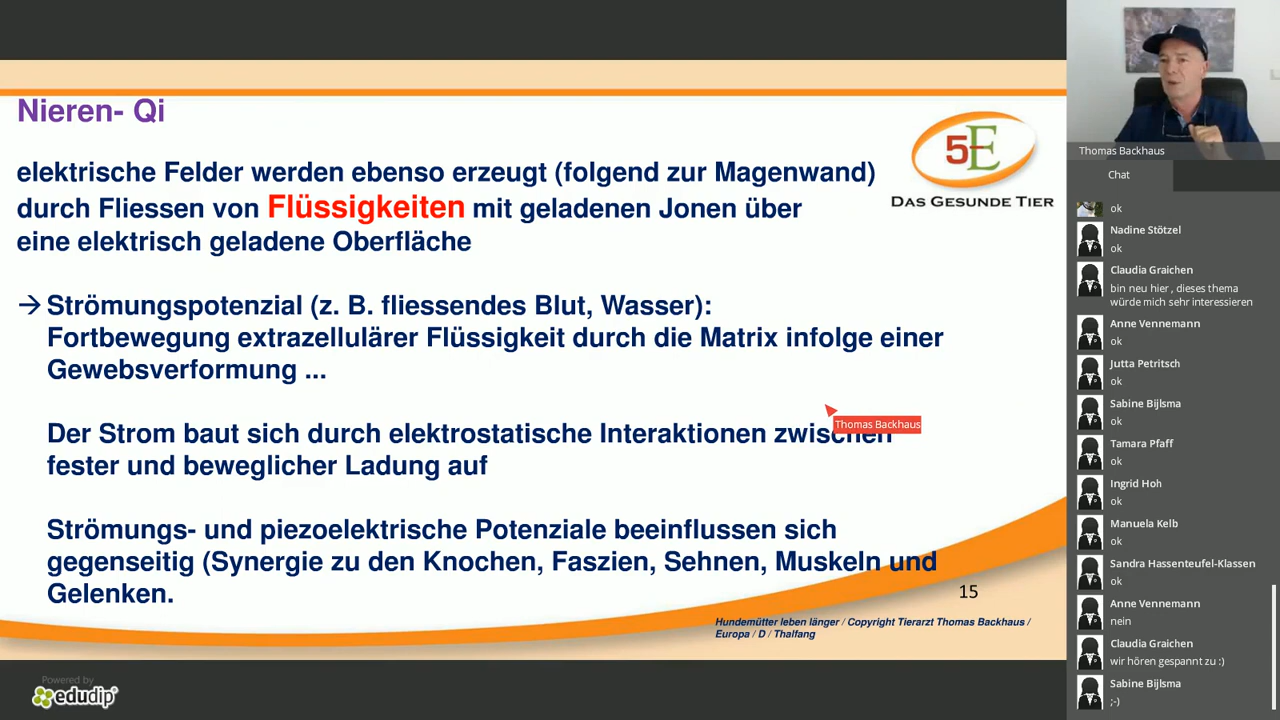 Nieren- Qi
elektrische Felder werden ebenso erzeugt (folgend zur Magenwand)
durch Fliessen von Flüssigkeiten mit geladenen Jonen über
eine elektrisch geladene Oberfläche
→ Strömungspotenzial (z. B. fliessendes Blut, Wasser):
Fortbewegung extrazellulärer Flüssigkeit durch die Matrix infolge einer
Gewebsverformung ...
Der Strom baut sich durch elektrostatische Interaktionen zwischen
fester und beweglicher Ladung auf
Strömungs- und piezoelektrische Potenziale beeinflussen sich
gegenseitig (Synergie zu den Knochen, Faszien, Sehnen, Muskeln und
Gelenken.
5E
DAS GESUNDE TIER
Thomas Backhaus
15
Hundemütter leben länger / Copyright Tierarzt Thomas Backhaus /
Europa / D / Thalfang
Powered by
edudip
Thomas Backhaus
Chat
ok
Nadine Stötzel
ok
Claudia Graichen
bin neu hier , dieses thema
würde mich sehr interessieren
Anne Vennemann
ok
Jutta Petritsch
ok
Sabine Bijlsma
ok
Tamara Pfaff
ok
Ingrid Hoh
ok
Manuela Kelb
ok
Sandra Hassenteufel-Klassen
ok
Anne Vennemann
nein
Claudia Graichen
wir hören gespannt zu :)
Sabine Bijlsma
;-)